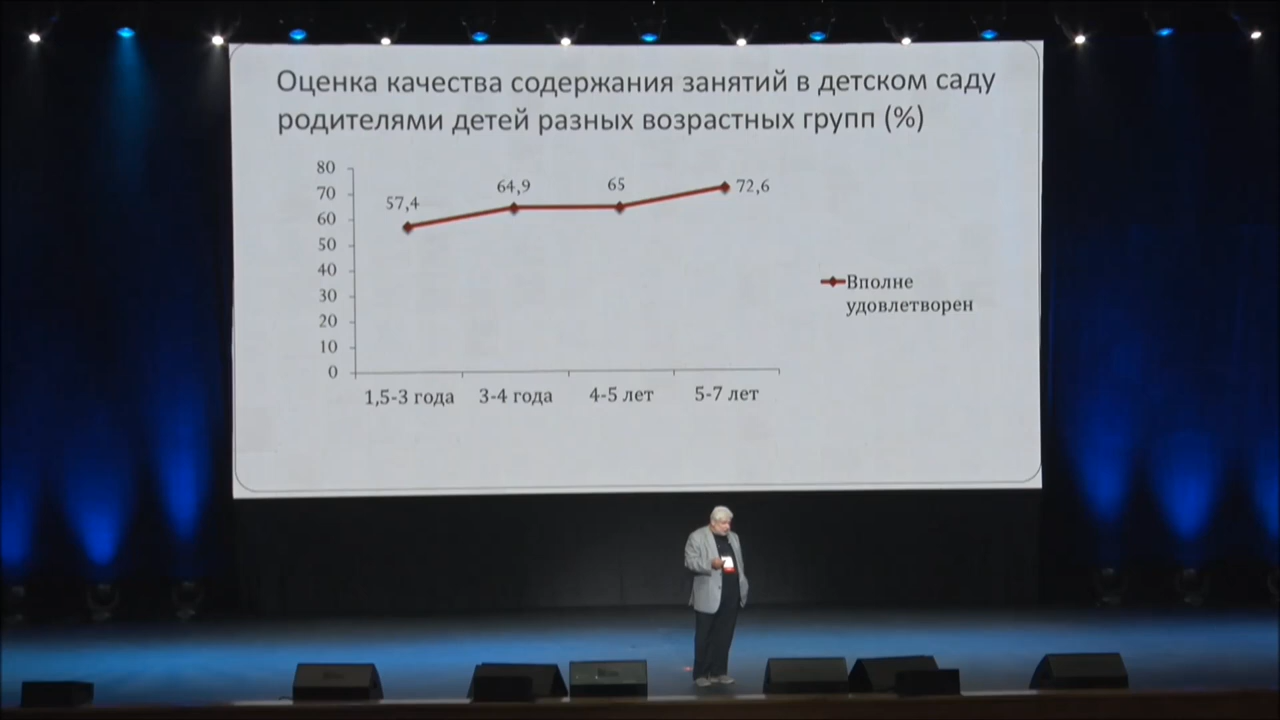 Оценка качества содержания занятий в детском саду
родителями детей разных возрастных групп (%)
80
70
60
50
40
30
20
10
0
57,4
64,9
65
72,6
1,5-3 года
3-4 года
4-5 лет
5-7 лет
Вполне
удовлетворен